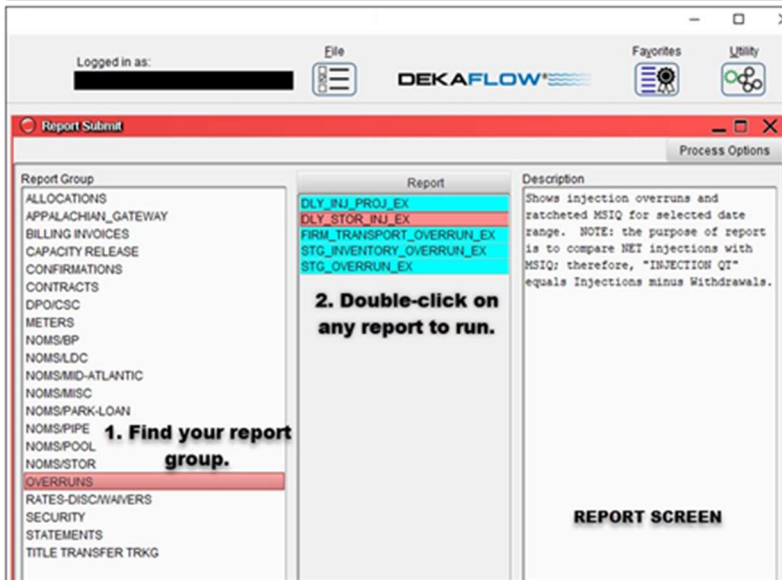 Logged in as:
File
DEKAFLOW
Favorites
Utility
Report Submit
Process Options
Report Group
ALLOCATIONS
APPALACHIAN_GATEWAY
BILLING INVOICES
CAPACITY RELEASE
CONFIRMATIONS
CONTRACTS
DPO/CSC
METERS
NOMS/BP
NOMS/LDC
NOMS/MID-ATLANTIC
NOMS/MISC
NOMS/PARK-LOAN
NOMS/PIPE
NOMS/POOL
NOMS/STOR
OVERRUNS
RATES-DISC/WAIVERS
SECURITY
STATEMENTS
TITLE TRANSFER TRKG
1. Find your report
group.
Report
DLY_INJ_PROJ_EX
DLY_STOR_INJ_EX
FIRM_TRANSPORT_OVERRUN_EX
STG_INVENTORY_OVERRUN_EX
STG_OVERRUN_EX
2. Double-click on
any report to run.
Description
Shows injection overruns and
ratcheted MSIQ for selected date
range. NOTE: the purpose of report
is to compare NET injections with
MSIQ; therefore, "INJECTION QT"
equals Injections minus Withdrawals.
REPORT SCREEN